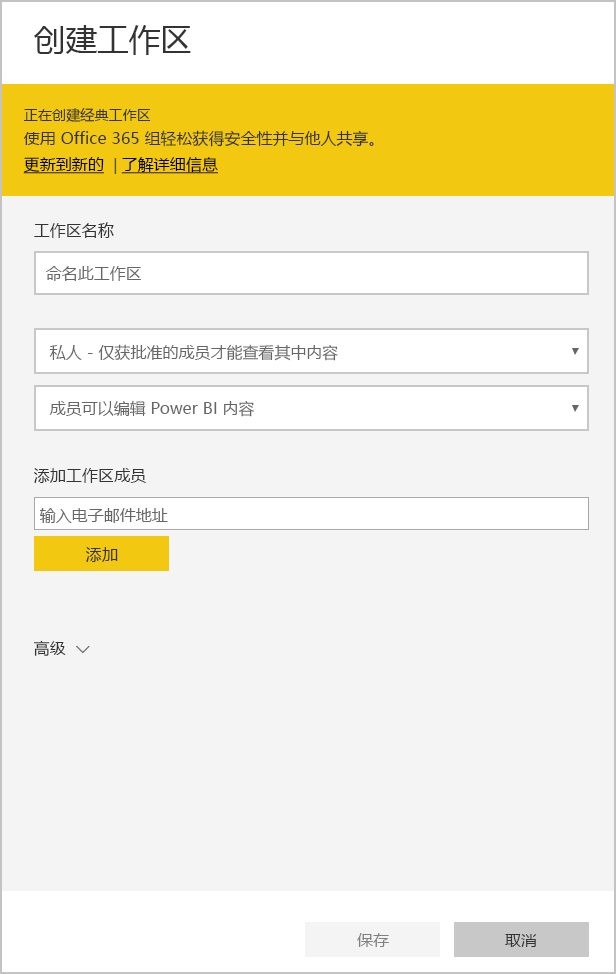 创建工作区
正在创建经典工作区
使用 Office 365 组轻松获得安全性并与他人共享。
更新到新的 | 了解详细信息
工作区名称
命名此工作区
私人 - 仅获批准的成员才能查看其中内容
成员可以编辑 Power BI 内容
添加工作区成员
输入电子邮件地址
添加
高级
保存 取消